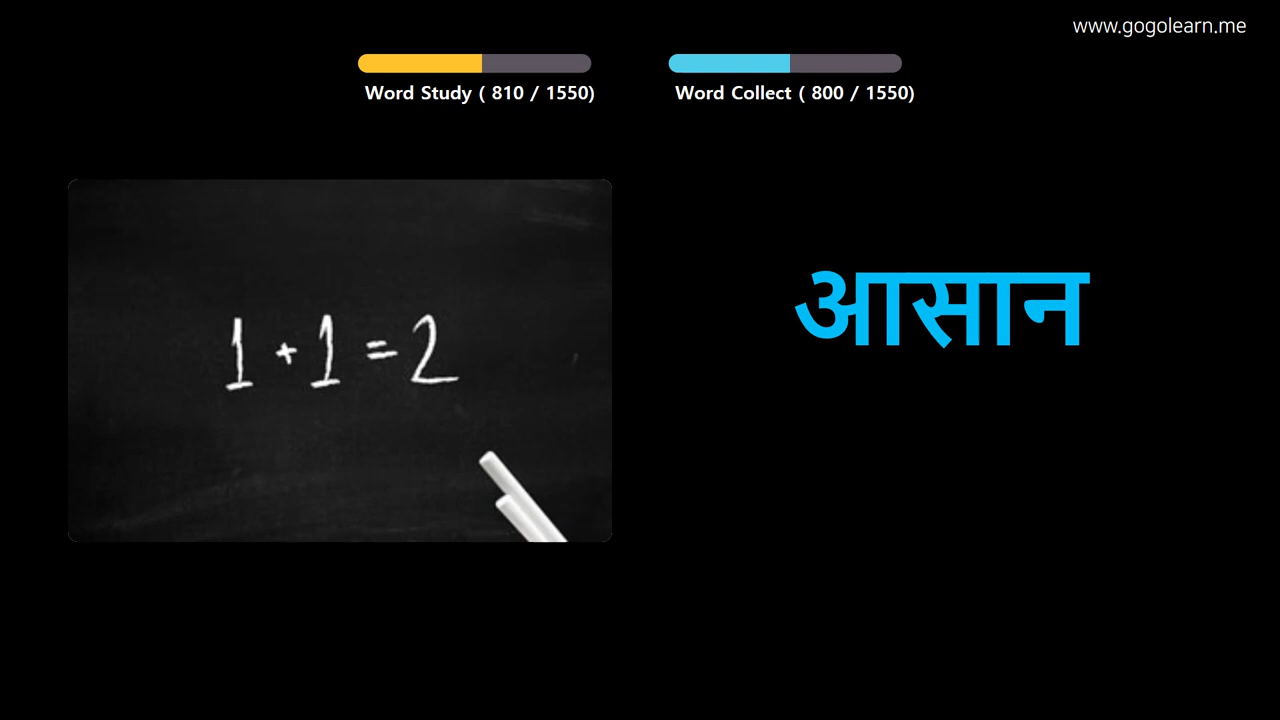 www.gogolearn.me
Word Study ( 810 / 1550)
Word Collect ( 800 / 1550)
1 + 1 = 2
आसान